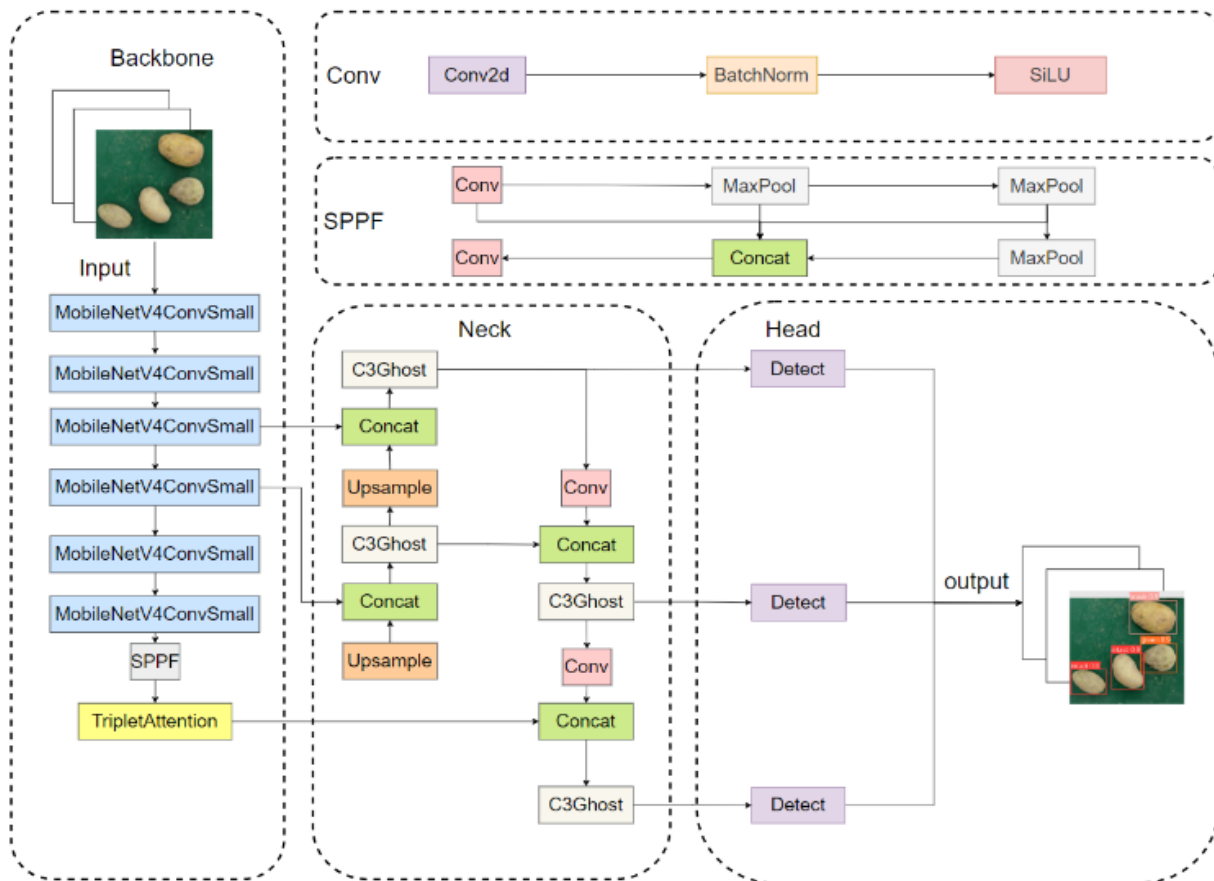 Backbone
Input
MobileNetV4ConvSmall
MobileNetV4ConvSmall
MobileNetV4ConvSmall
MobileNetV4ConvSmall
MobileNetV4ConvSmall
MobileNetV4ConvSmall
SPPF
TripletAttention
Conv
Conv2d
BatchNorm
SiLU
SPPF
Conv
MaxPool
MaxPool
Conv
Concat
MaxPool
Neck
C3Ghost
Concat
Upsample
C3Ghost
Concat
Upsample
Conv
Concat
C3Ghost
Conv
Concat
C3Ghost
Head
Detect
Detect
Detect
output